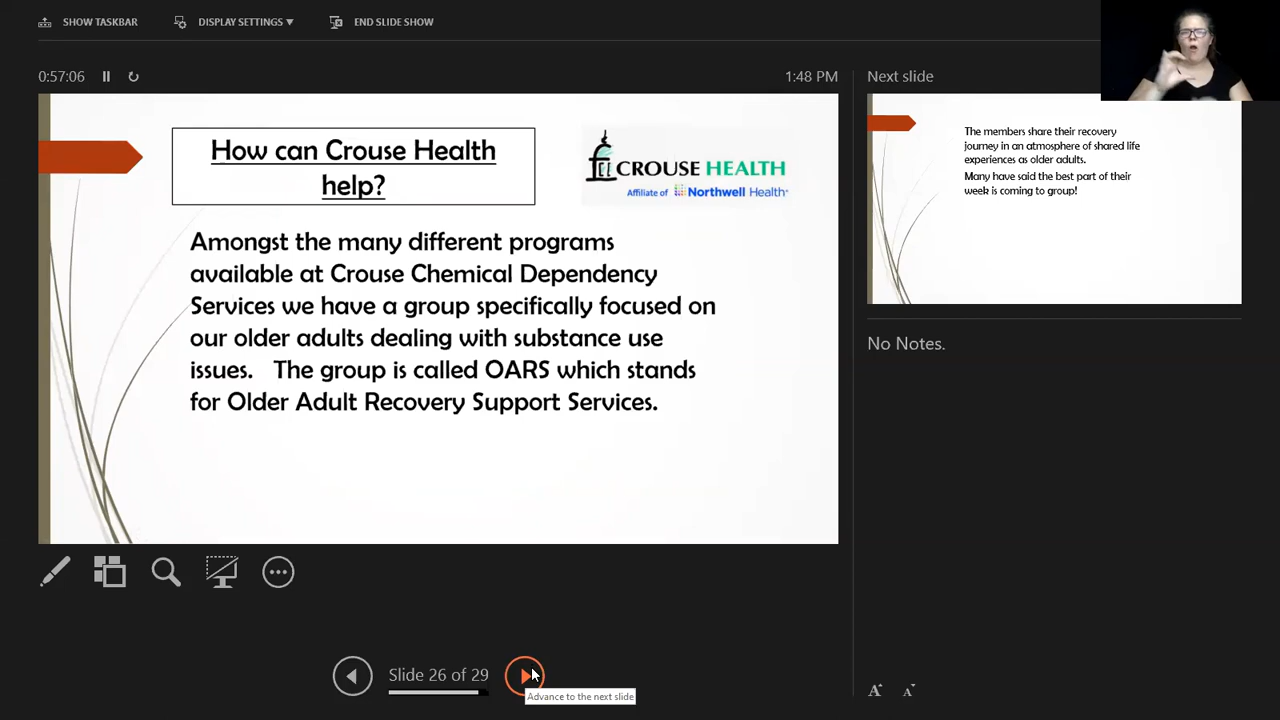 SHOW TASKBAR
DISPLAY SETTINGS ▼
END SLIDE SHOW
0:57:06
1:48 PM
Next slide
How can Crouse Health
help?
CROUSE HEALTH
Affiliate of Northwell Health®
Amongst the many different programs
available at Crouse Chemical Dependency
Services we have a group specifically focused on
our older adults dealing with substance use
issues.   The group is called OARS which stands
for Older Adult Recovery Support Services.
The members share their recovery
journey in an atmosphere of shared life
experiences as older adults.
Many have said the best part of their
week is coming to group!
No Notes.
Slide 26 of 29
Advance to the next slide
A A